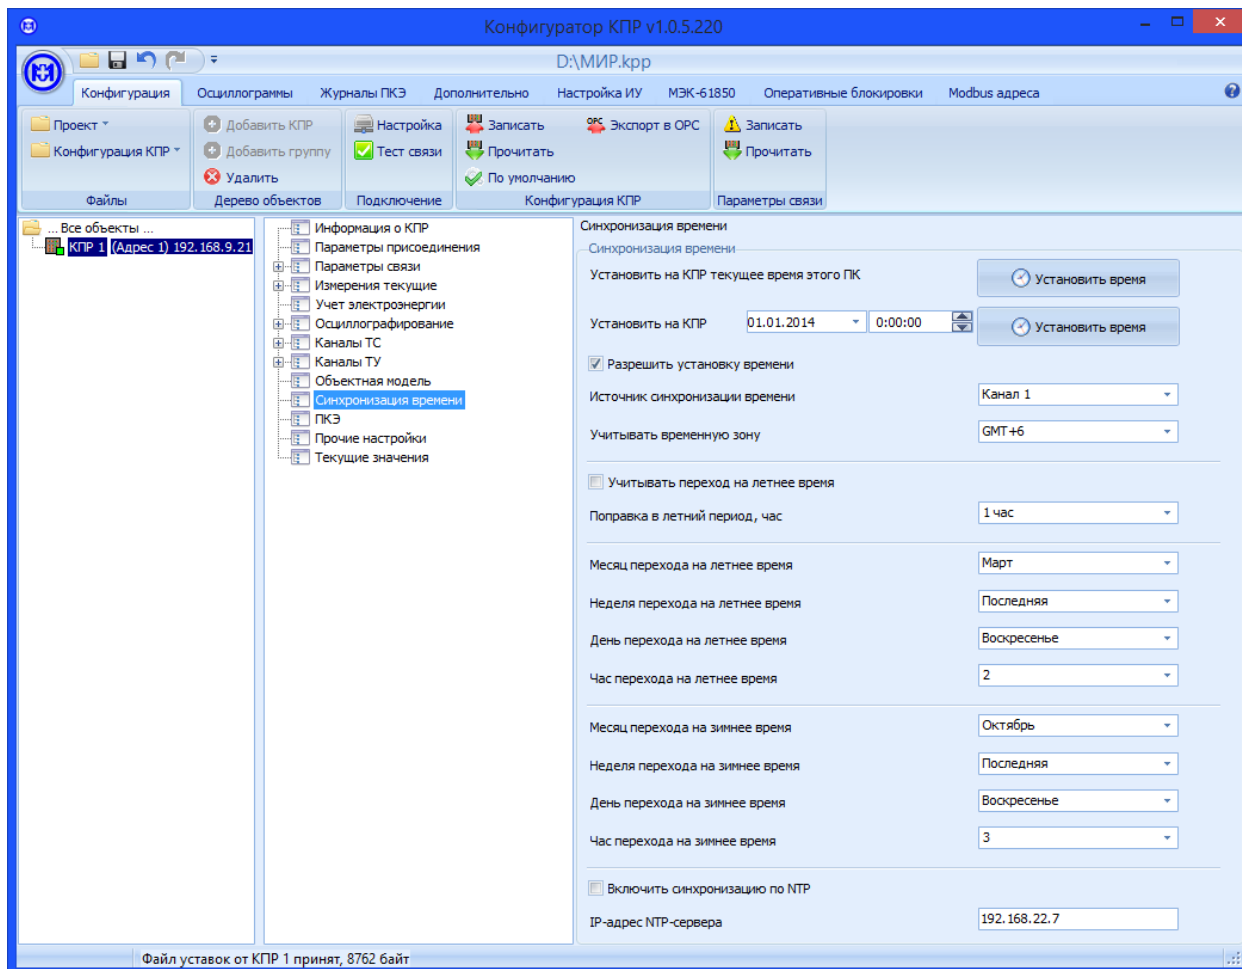 Конфигуратор КПР v1.0.5.220
D:\МИР.kpp
Конфигурация Осциллограммы Журналы ПКЭ Дополнительно Настройка ИУ МЭК-61850 Оперативные блокировки Modbus адреса
Проект Добавить КПР Настройка Записать Экспорт в OPC Записать
Конфигурация КПР Добавить группу Тест связи Прочитать Прочитать
Удалить По умолчанию
Файлы Дерево объектов Подключение Конфигурация КПР Параметры связи
... Все объекты ...
КПР 1 (Адрес 1) 192.168.9.21
Информация о КПР
Параметры присоединения
Параметры связи
Измерения текущие
Учет электроэнергии
Осциллографирование
Каналы ТС
Каналы ТУ
Объектная модель
Синхронизация времени
ПКЭ
Прочие настройки
Текущие значения
Синхронизация времени
Синхронизация времени
Установить на КПР текущее время этого ПК Установить время
Установить на КПР 01.01.2014 0:00:00 Установить время
Разрешить установку времени
Источник синхронизации времени Канал 1
Учитывать временную зону GMT+6
Учитывать переход на летнее время
Поправка в летний период, час 1 час
Месяц перехода на летнее время Март
Неделя перехода на летнее время Последняя
День перехода на летнее время Воскресенье
Час перехода на летнее время 2
Месяц перехода на зимнее время Октябрь
Неделя перехода на зимнее время Последняя
День перехода на зимнее время Воскресенье
Час перехода на зимнее время 3
Включить синхронизацию по NTP
IP-адрес NTP-сервера 192.168.22.7
Файл уставок от КПР 1 принят, 8762 байт